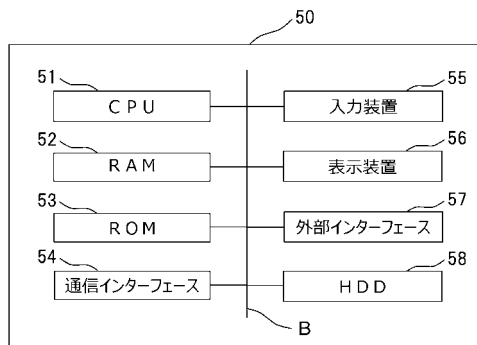 50
51
CPU
55
入力装置
52
RAM
56
表示装置
53
ROM
57
外部インターフェース
54
通信インターフェース
58
HDD
B